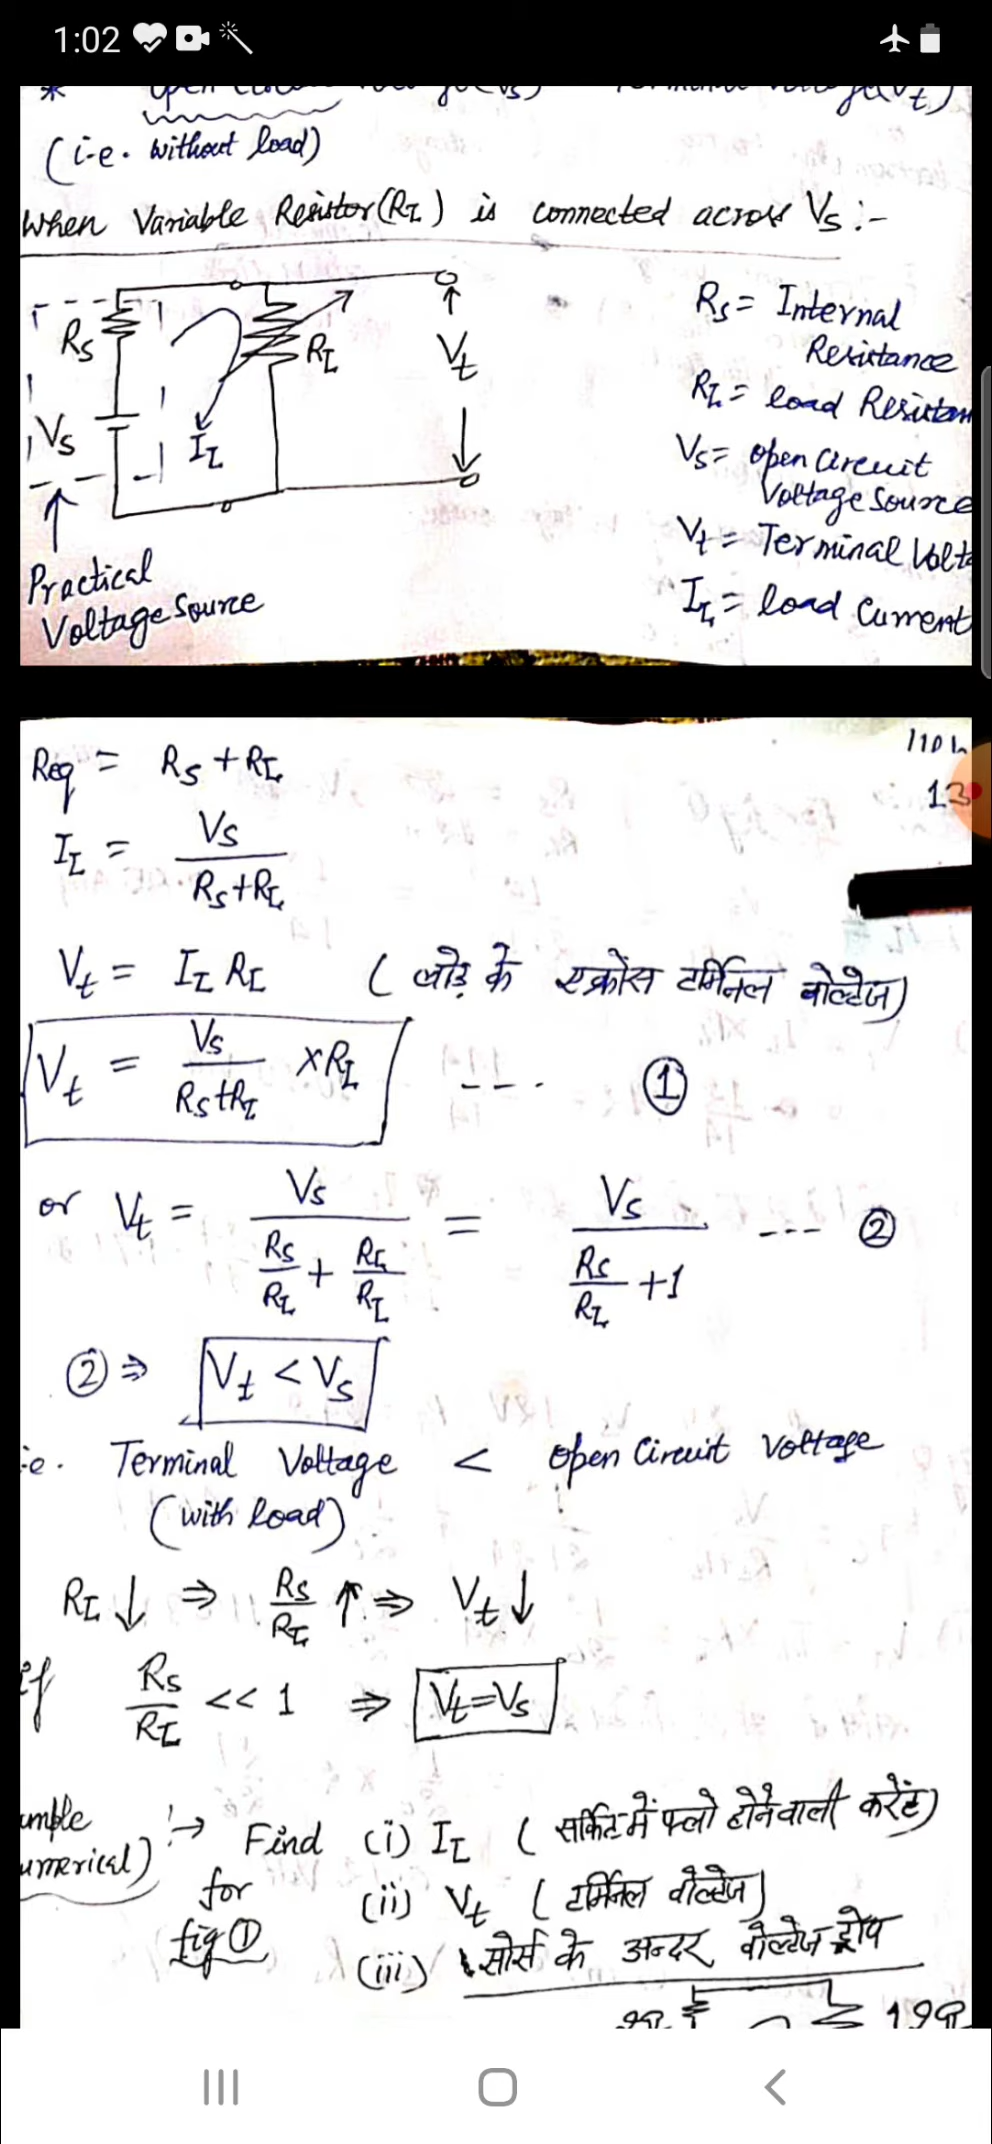 1:02
(i.e. without load)
When Variable Resistor (RL) is connected across Vs :-
Rs = Internal
Resistance
RL = load Resistan
Vs = open circuit
Voltage source
Vt = Terminal Volt
IL = load Current
Rs
RL
Vt
Vs
IL
Practical
Voltage source
Req = Rs + RL
13
IL = Vs / (Rs + RL)
Vt = IL RL ( लोड के एक्रोस टर्मिनल वोल्टेज)
Vt = Vs / (Rs + RL) × RL ---- ①
or Vt = Vs / (Rs/RL + RL/RL) = Vs / (Rs/RL + 1) --- ②
② ⇒ Vt < Vs
i.e. Terminal Voltage < open Circuit Voltage
(with load)
RL ↓ ⇒ Rs/RL ↑ ⇒ Vt ↓
if Rs/RL << 1 ⇒ Vt = Vs
ample :→ Find (i) IL ( सर्किट में फ्लो होने वाली करेंट)
umerical) for (ii) Vt ( टर्मिनल वोल्टेज)
fig ① (iii) सोर्स के अन्दर वोल्टेज ड्रोप